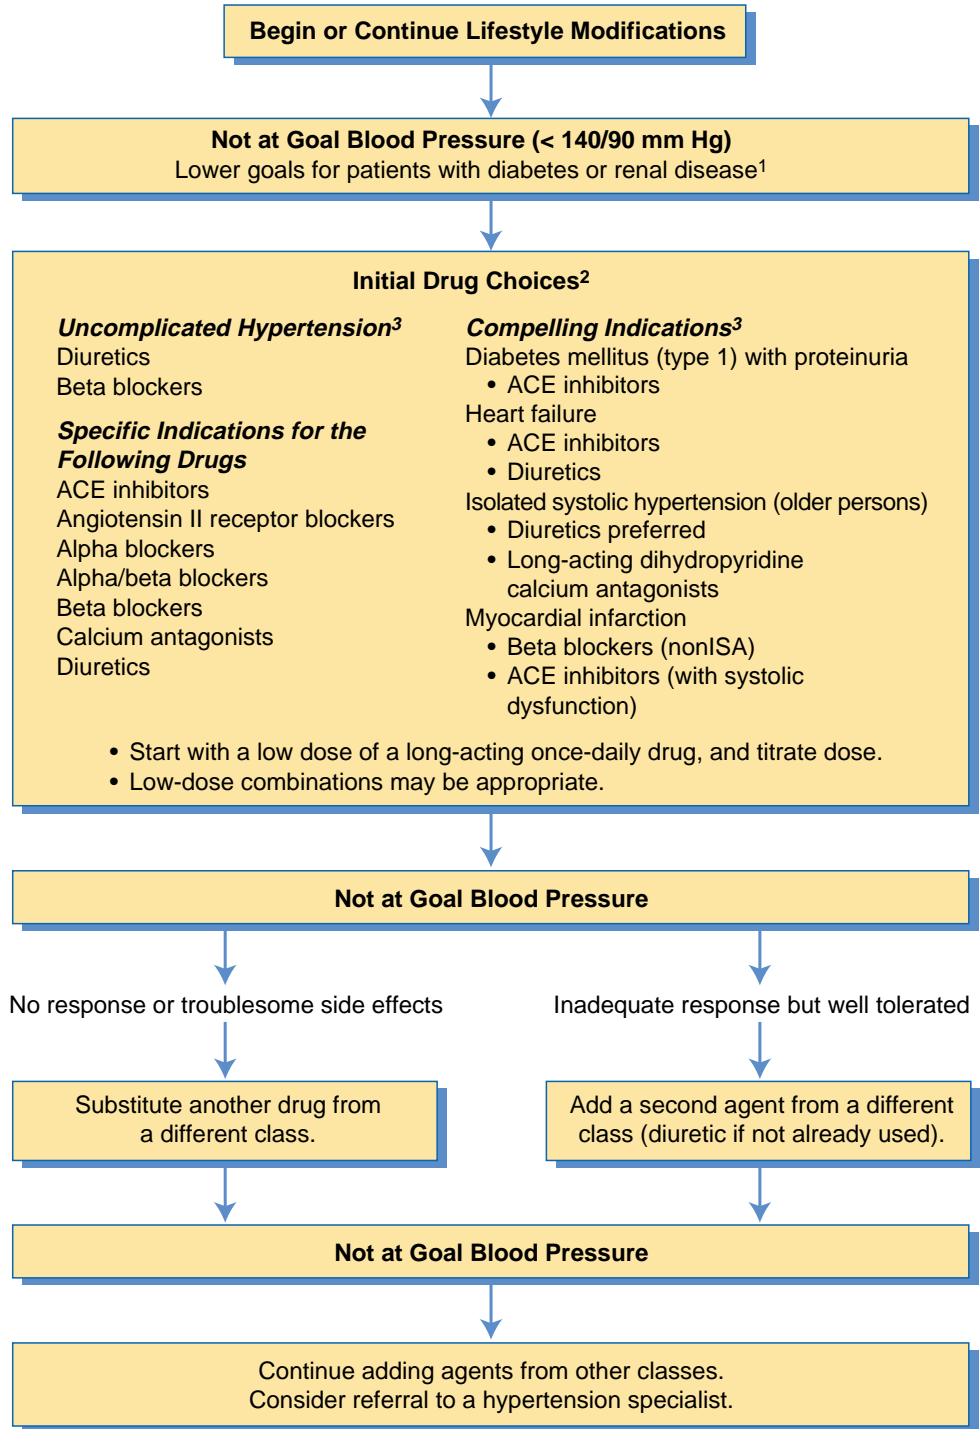 Begin or Continue Lifestyle Modifications
Not at Goal Blood Pressure (< 140/90 mm Hg)
Lower goals for patients with diabetes or renal disease¹
Initial Drug Choices²
Uncomplicated Hypertension³
Diuretics
Beta blockers
Specific Indications for the
Following Drugs
ACE inhibitors
Angiotensin II receptor blockers
Alpha blockers
Alpha/beta blockers
Beta blockers
Calcium antagonists
Diuretics
Compelling Indications³
Diabetes mellitus (type 1) with proteinuria
• ACE inhibitors
Heart failure
• ACE inhibitors
• Diuretics
Isolated systolic hypertension (older persons)
• Diuretics preferred
• Long-acting dihydropyridine
calcium antagonists
Myocardial infarction
• Beta blockers (nonISA)
• ACE inhibitors (with systolic
dysfunction)
• Start with a low dose of a long-acting once-daily drug, and titrate dose.
• Low-dose combinations may be appropriate.
Not at Goal Blood Pressure
No response or troublesome side effects
Inadequate response but well tolerated
Substitute another drug from
a different class.
Add a second agent from a different
class (diuretic if not already used).
Not at Goal Blood Pressure
Continue adding agents from other classes.
Consider referral to a hypertension specialist.